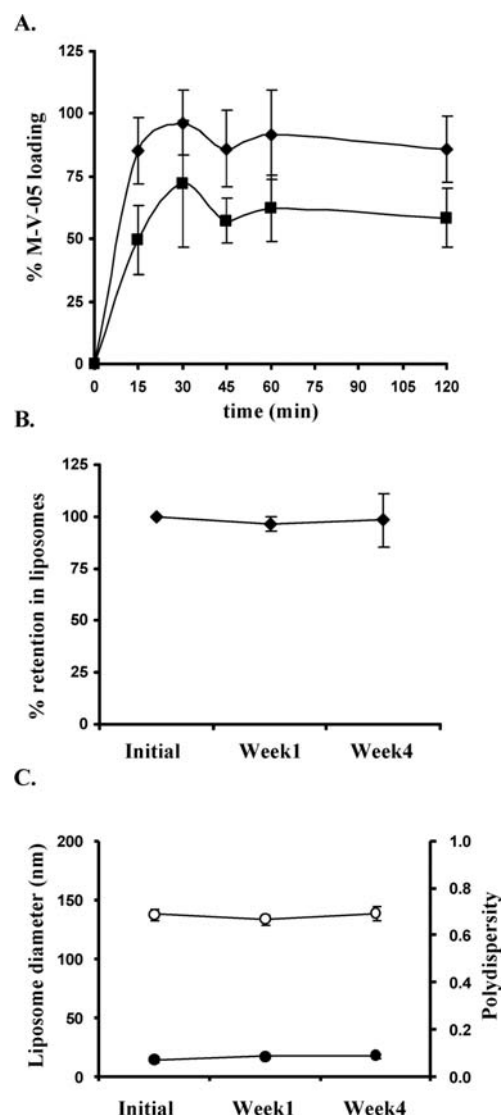 A.
125
100
75
50
25
0
% M-V-05 loading
0 15 30 45 60 75 90 105 120
time (min)
B.
125
100
75
50
25
0
% retention in liposomes
Initial Week1 Week4
C.
200 1.0
150 0.8
100 0.6
50 0.4
0 0.2
0.0
Liposome diameter (nm)
Polydispersity
Initial Week1 Week4